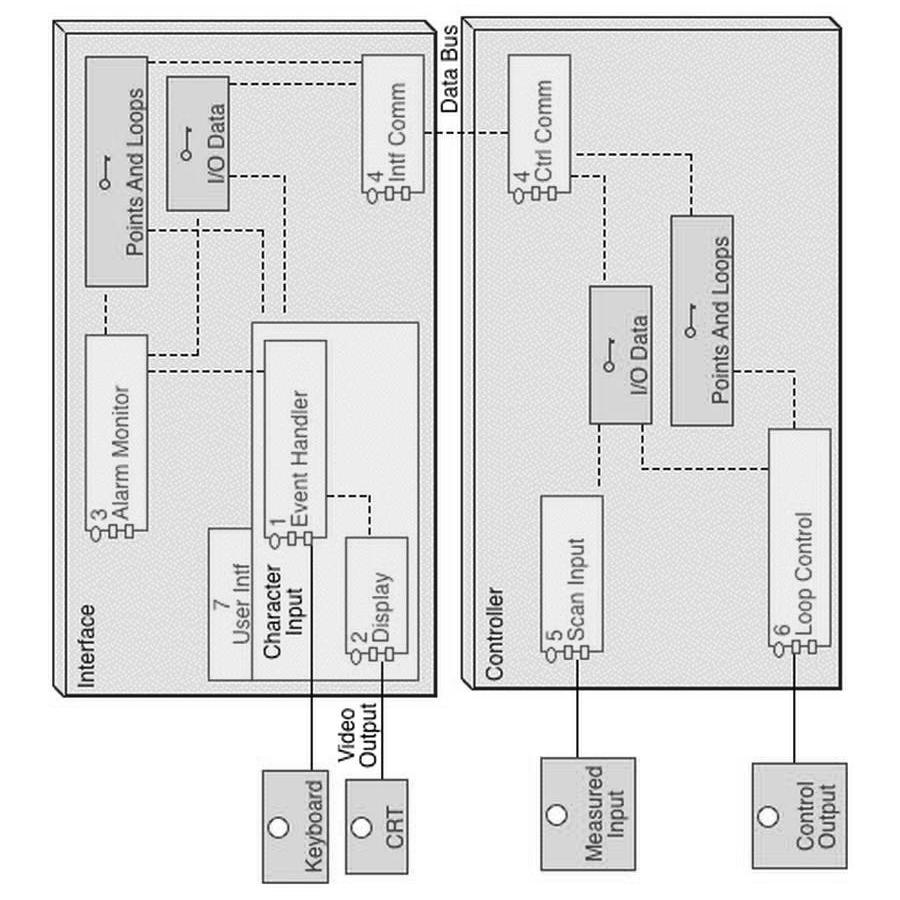 Interface
3
Alarm Monitor
Points And Loops
I/O Data
4
Intf Comm
7
User Intf
Character
Input
1
Event Handler
2
Display
Video
Output
Keyboard
CRT
Data Bus
Controller
4
Ctrl Comm
I/O Data
Points And Loops
5
Scan Input
6
Loop Control
Measured
Input
Control
Output